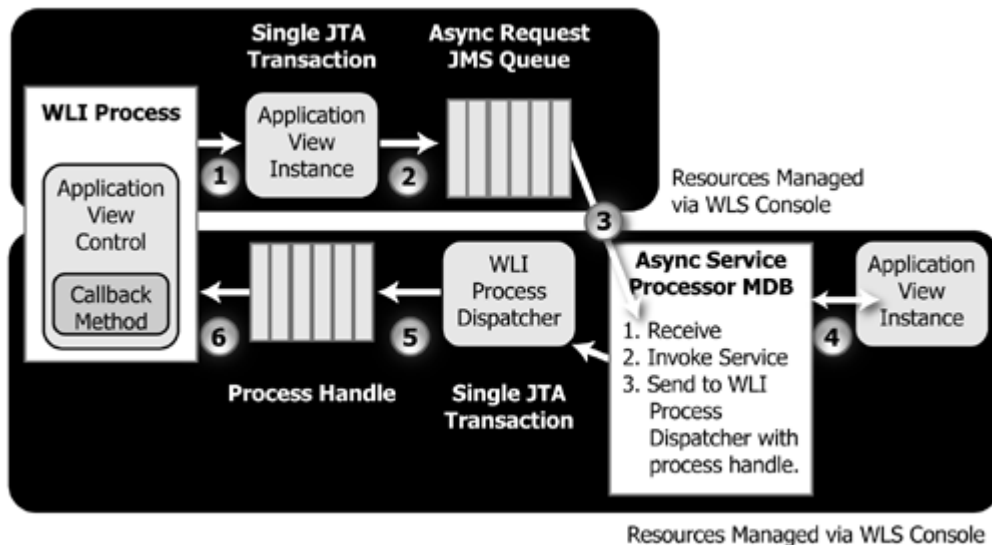 Single JTA
Transaction
Async Request
JMS Queue
WLI Process
Application
View
Instance
1
2
Application
View
Control
Callback
Method
3
Resources Managed
via WLS Console
WLI
Process
Dispatcher
Async Service
Processor MDB
1. Receive
2. Invoke Service
3. Send to WLI
Process
Dispatcher with
process handle.
Application
View
Instance
4
5
6
Process Handle
Single JTA
Transaction
Resources Managed via WLS Console